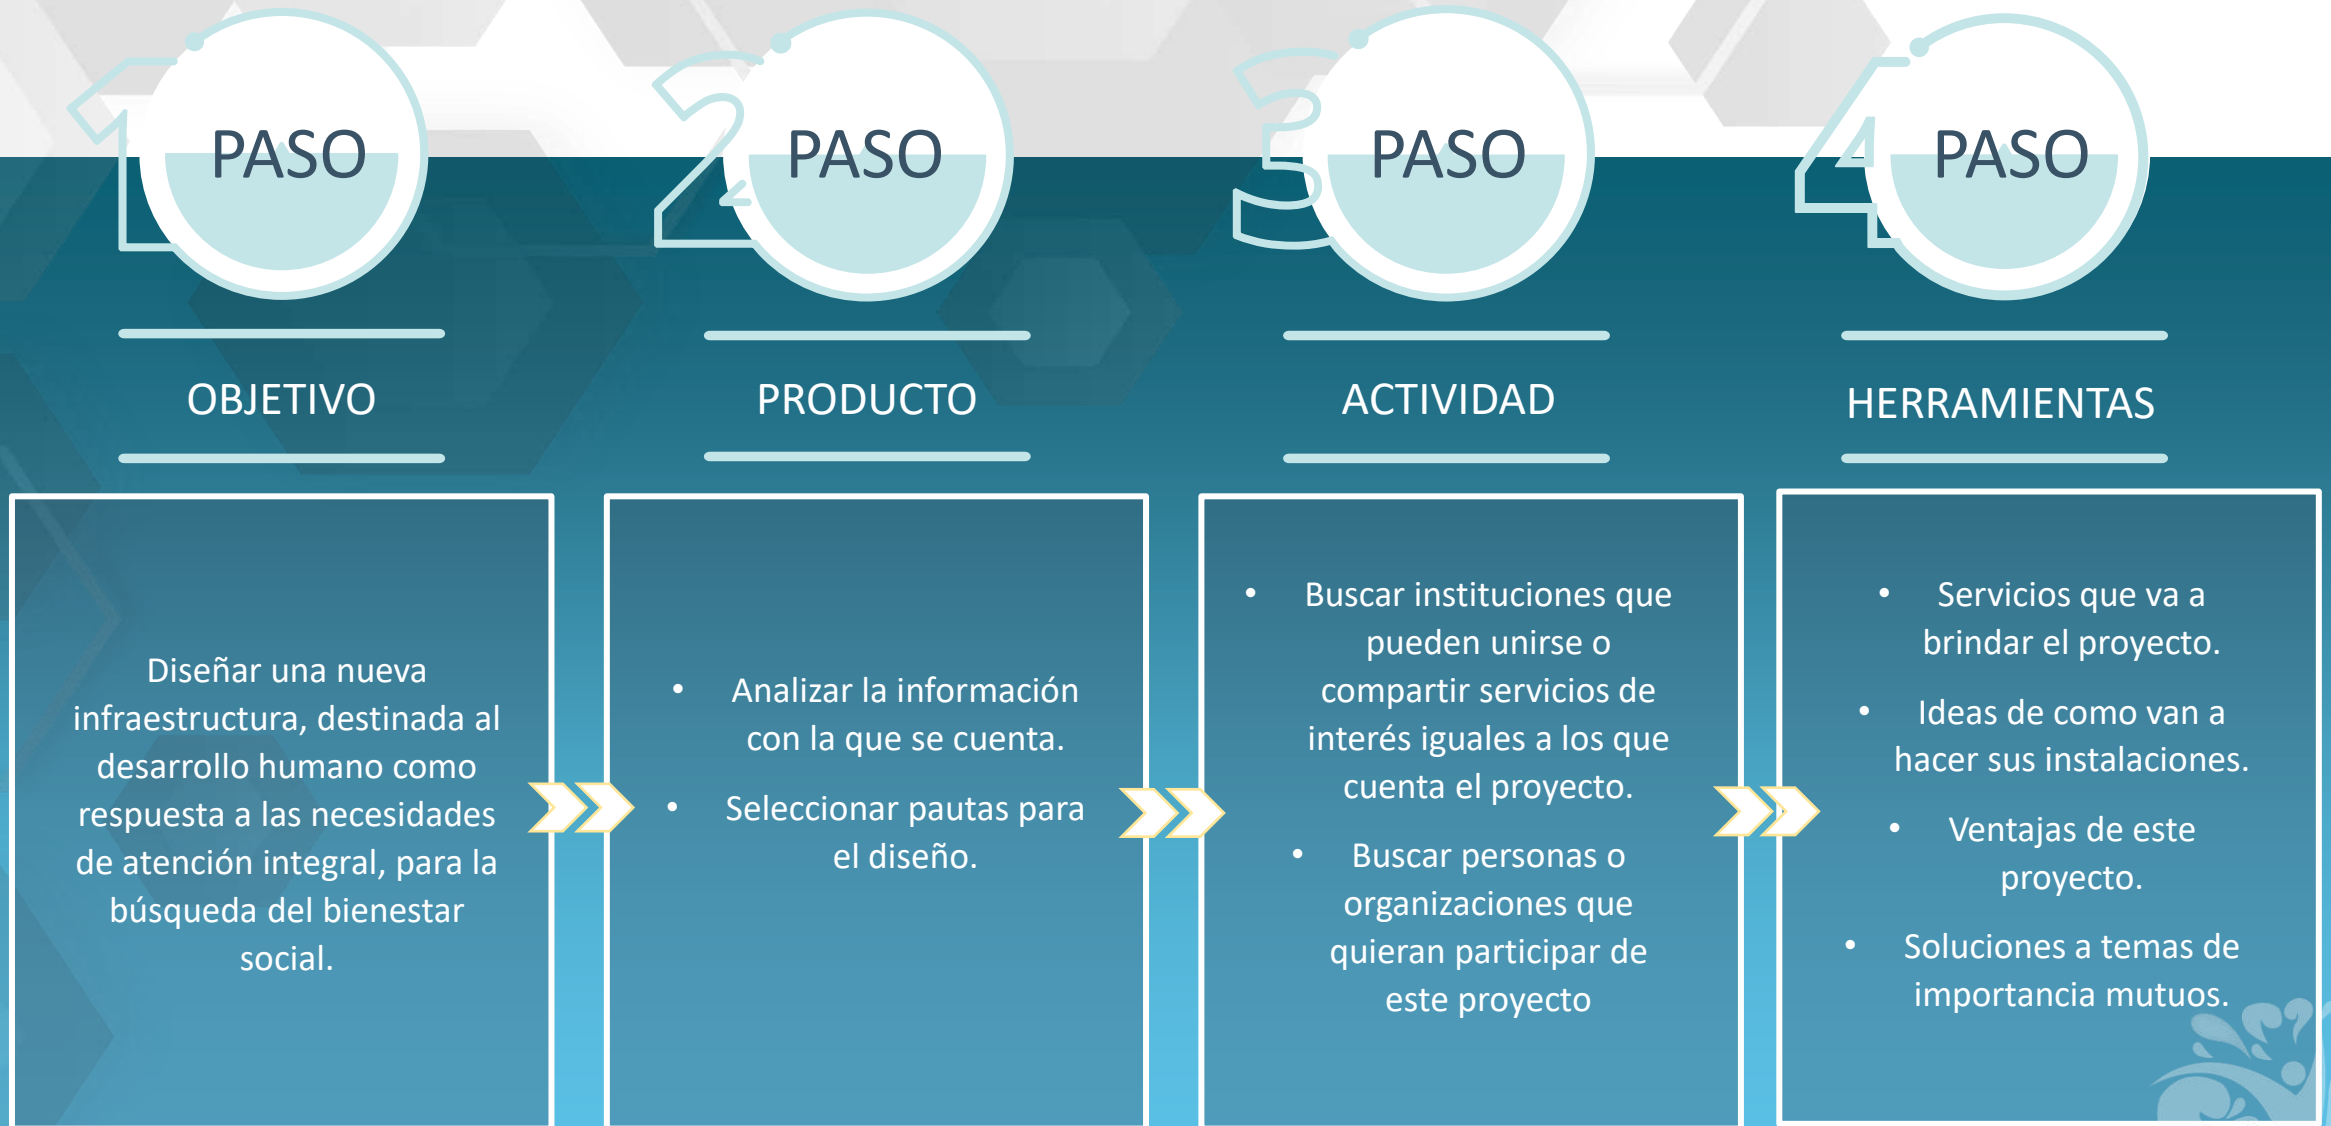 1 PASO
OBJETIVO
Diseñar una nueva
infraestructura, destinada al
desarrollo humano como
respuesta a las necesidades
de atención integral, para la
búsqueda del bienestar
social.
2 PASO
PRODUCTO
• Analizar la información
con la que se cuenta.
• Seleccionar pautas para
el diseño.
3 PASO
ACTIVIDAD
• Buscar instituciones que
pueden unirse o
compartir servicios de
interés iguales a los que
cuenta el proyecto.
• Buscar personas o
organizaciones que
quieran participar de
este proyecto
4 PASO
HERRAMIENTAS
• Servicios que va a
brindar el proyecto.
• Ideas de como van a
hacer sus instalaciones.
• Ventajas de este
proyecto.
• Soluciones a temas de
importancia mutuos.